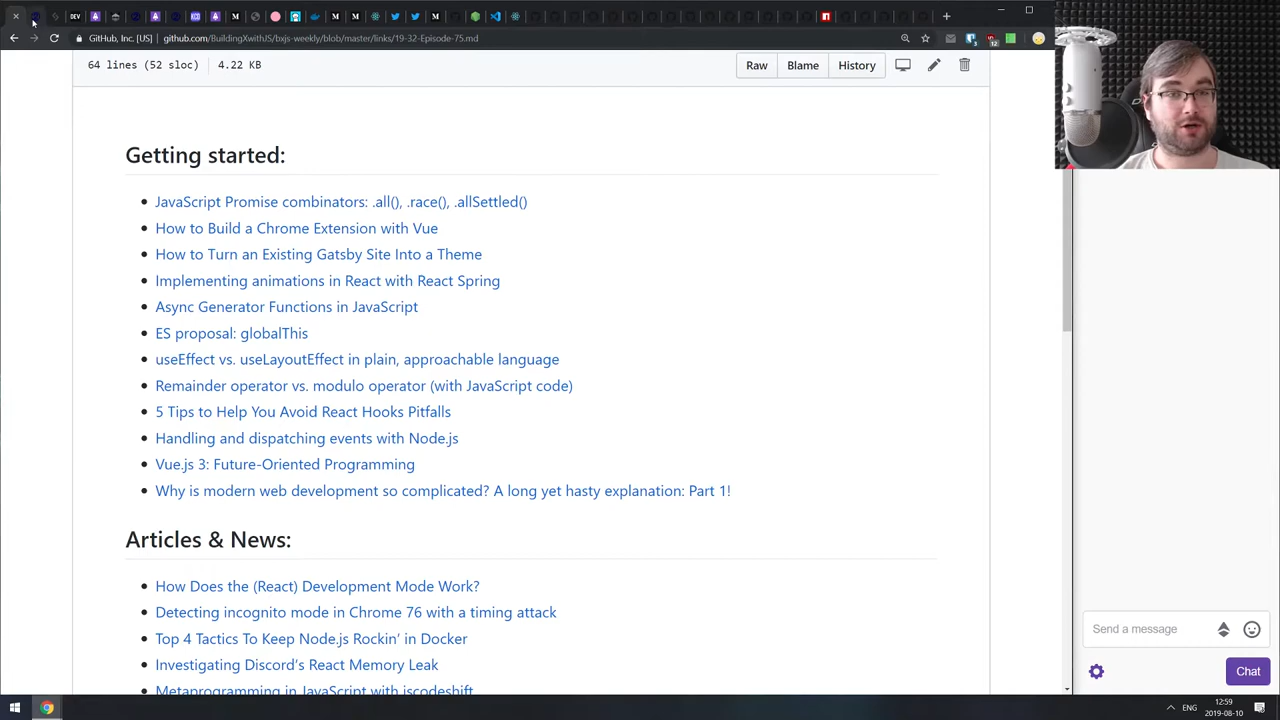 DEV
GitHub, Inc. [US] | github.com/BuildingXwithJS/bxjs-weekly/blob/master/links/19-32-Episode-75.md
12
64 lines (52 sloc) 4.22 KB
Raw Blame History
Getting started:
JavaScript Promise combinators: .all(), .race(), .allSettled()
How to Build a Chrome Extension with Vue
How to Turn an Existing Gatsby Site Into a Theme
Implementing animations in React with React Spring
Async Generator Functions in JavaScript
ES proposal: globalThis
useEffect vs. useLayoutEffect in plain, approachable language
Remainder operator vs. modulo operator (with JavaScript code)
5 Tips to Help You Avoid React Hooks Pitfalls
Handling and dispatching events with Node.js
Vue.js 3: Future-Oriented Programming
Why is modern web development so complicated? A long yet hasty explanation: Part 1!
Articles & News:
How Does the (React) Development Mode Work?
Detecting incognito mode in Chrome 76 with a timing attack
Top 4 Tactics To Keep Node.js Rockin' in Docker
Investigating Discord's React Memory Leak
Metaprogramming in JavaScript with jscodeshift
Send a message
Chat
ENG
12:59
2019-08-10